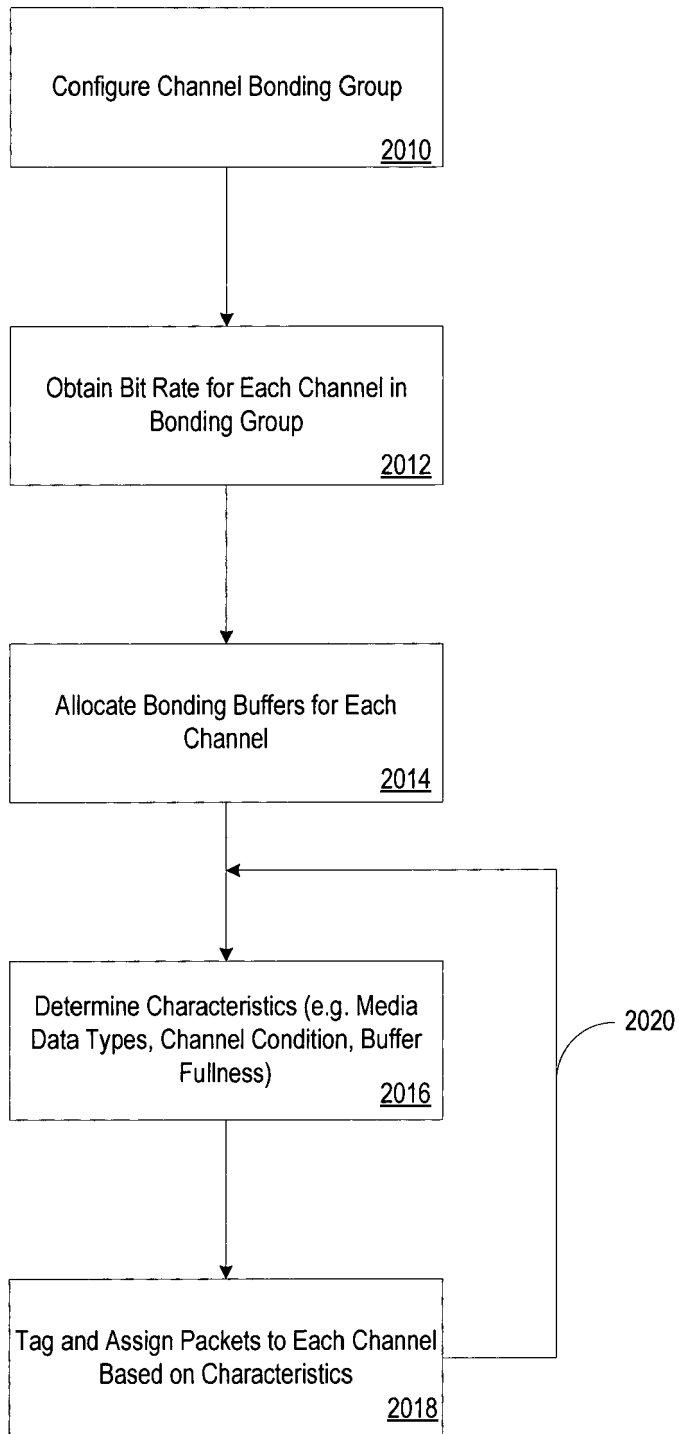 Configure Channel Bonding Group
2010
Obtain Bit Rate for Each Channel in
Bonding Group
2012
Allocate Bonding Buffers for Each
Channel
2014
Determine Characteristics (e.g. Media
Data Types, Channel Condition, Buffer
Fullness)
2016
2020
Tag and Assign Packets to Each Channel
Based on Characteristics
2018